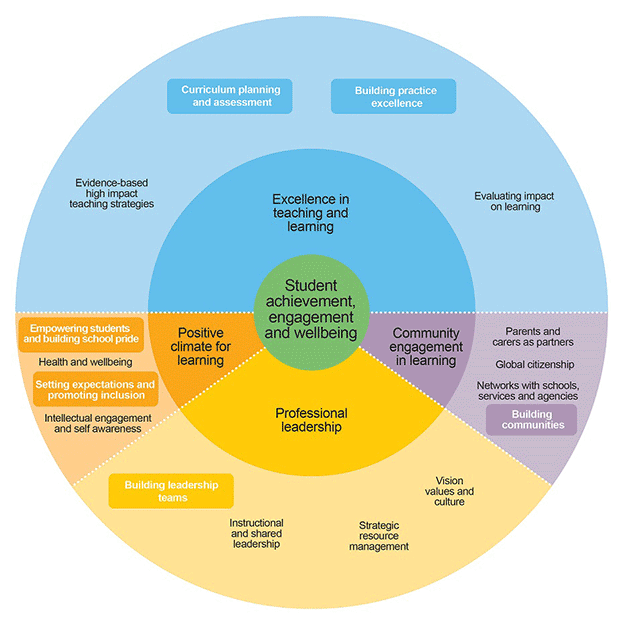 Curriculum planning
and assessment
Building practice
excellence
Evidence-based
high impact
teaching strategies
Excellence in
teaching and
learning
Evaluating impact
on learning
Student
achievement,
engagement
and wellbeing
Empowering students
and building school pride
Health and wellbeing
Setting expectations and
promoting inclusion
Intellectual engagement
and self awareness
Positive
climate for
learning
Community
engagement
in learning
Parents and
carers as partners
Global citizenship
Networks with schools,
services and agencies
Building
communities
Professional
leadership
Building leadership
teams
Instructional and
shared
leadership
Strategic
resource
management
Vision
values and
culture